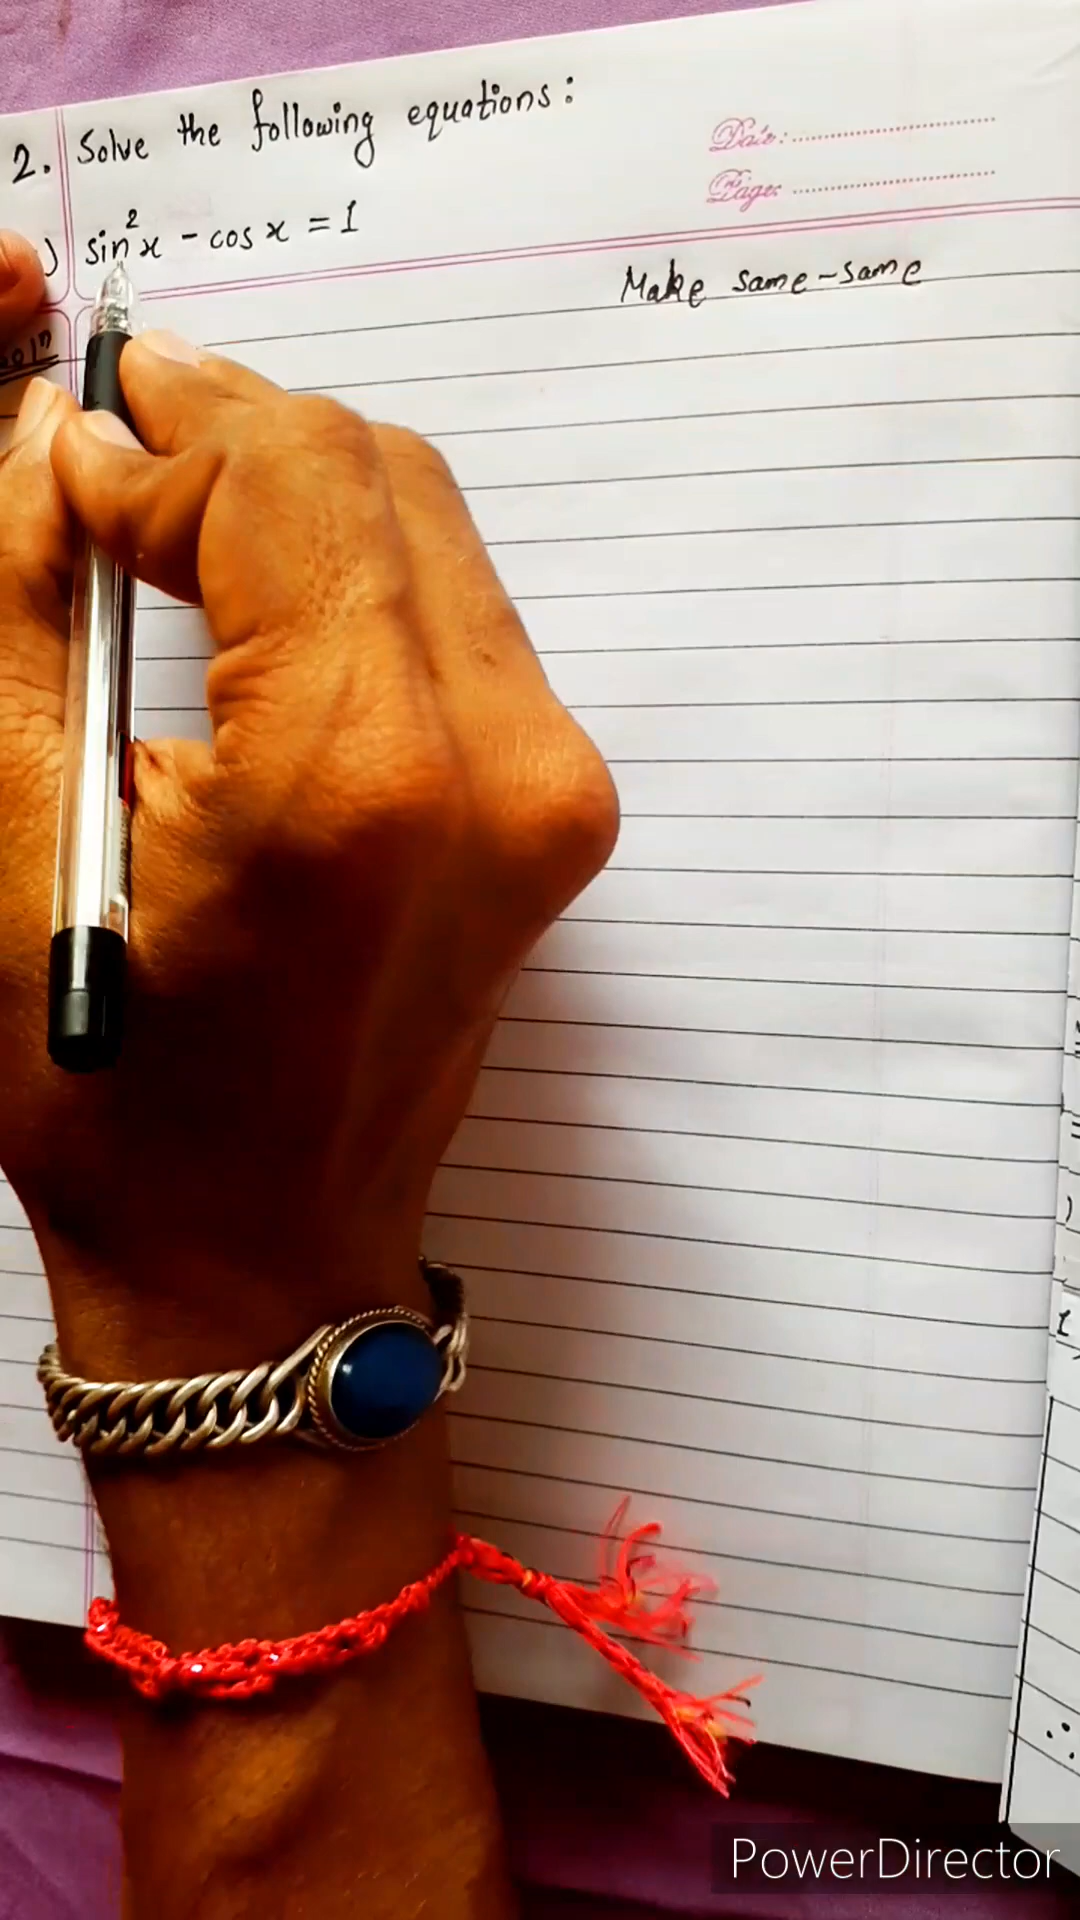 2. Solve the following equations:
Date:
Page:
) sin²x - cos x = 1
Make same-same
PowerDirector